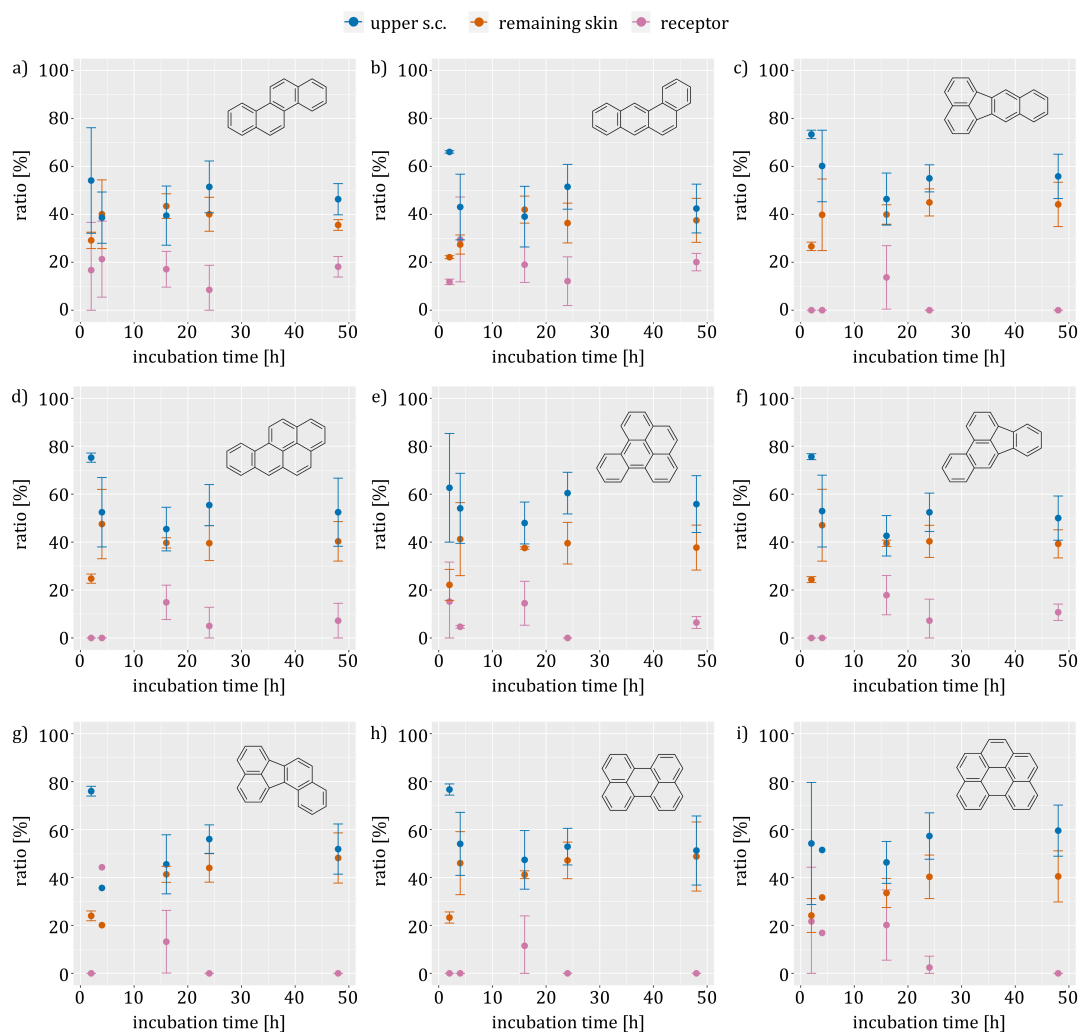 upper s.c. remaining skin receptor
a) b) c)
100 100 100
80 80 80
60 60 60
40 40 40
20 20 20
0 0 0
ratio [%] ratio [%] ratio [%]
0 10 20 30 40 50 0 10 20 30 40 50 0 10 20 30 40 50
incubation time [h] incubation time [h] incubation time [h]
d) e) f)
100 100 100
80 80 80
60 60 60
40 40 40
20 20 20
0 0 0
ratio [%] ratio [%] ratio [%]
0 10 20 30 40 50 0 10 20 30 40 50 0 10 20 30 40 50
incubation time [h] incubation time [h] incubation time [h]
g) h) i)
100 100 100
80 80 80
60 60 60
40 40 40
20 20 20
0 0 0
ratio [%] ratio [%] ratio [%]
0 10 20 30 40 50 0 10 20 30 40 50 0 10 20 30 40 50
incubation time [h] incubation time [h] incubation time [h]